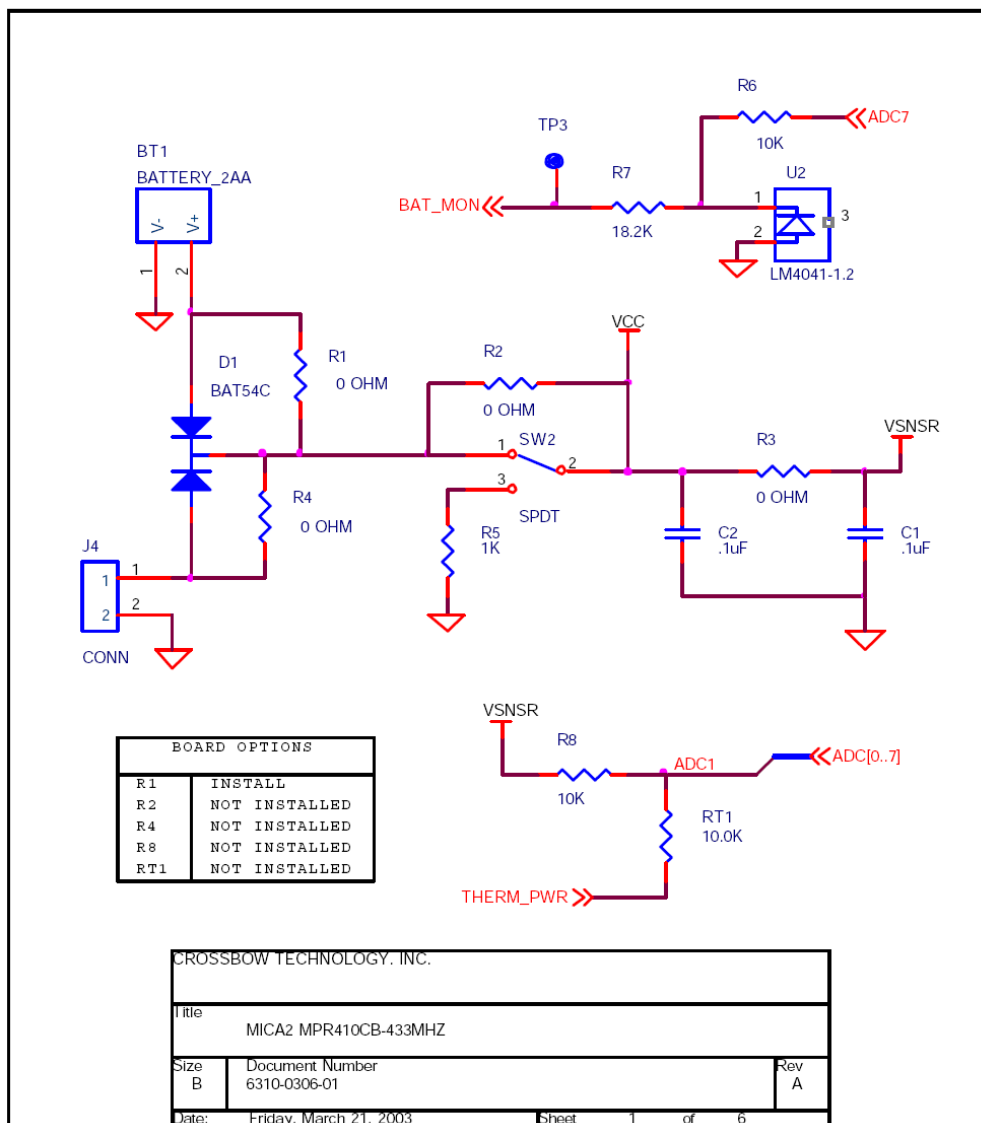 R6
ADC7
10K
TP3
U2
R7
BAT_MON
18.2K
1
2
3
LM4041-1.2
BT1
BATTERY_2AA
V-
V+
1
2
D1
BAT54C
R1
0 OHM
R2
0 OHM
VCC
SW2
1
2
3
SPDT
R3
0 OHM
VSNSR
R4
0 OHM
R5
1K
C2
.1uF
C1
.1uF
J4
1
2
1
2
CONN
VSNSR
R8
10K
ADC1
ADC[0..7]
RT1
10.0K
THERM_PWR
BOARD OPTIONS
R1 INSTALL
R2 NOT INSTALLED
R4 NOT INSTALLED
R8 NOT INSTALLED
RT1 NOT INSTALLED
CROSSBOW TECHNOLOGY. INC.
Title
MICA2 MPR410CB-433MHZ
Size
B
Document Number
6310-0306-01
Rev
A
Date: Friday, March 21, 2003 Sheet 1 of 6